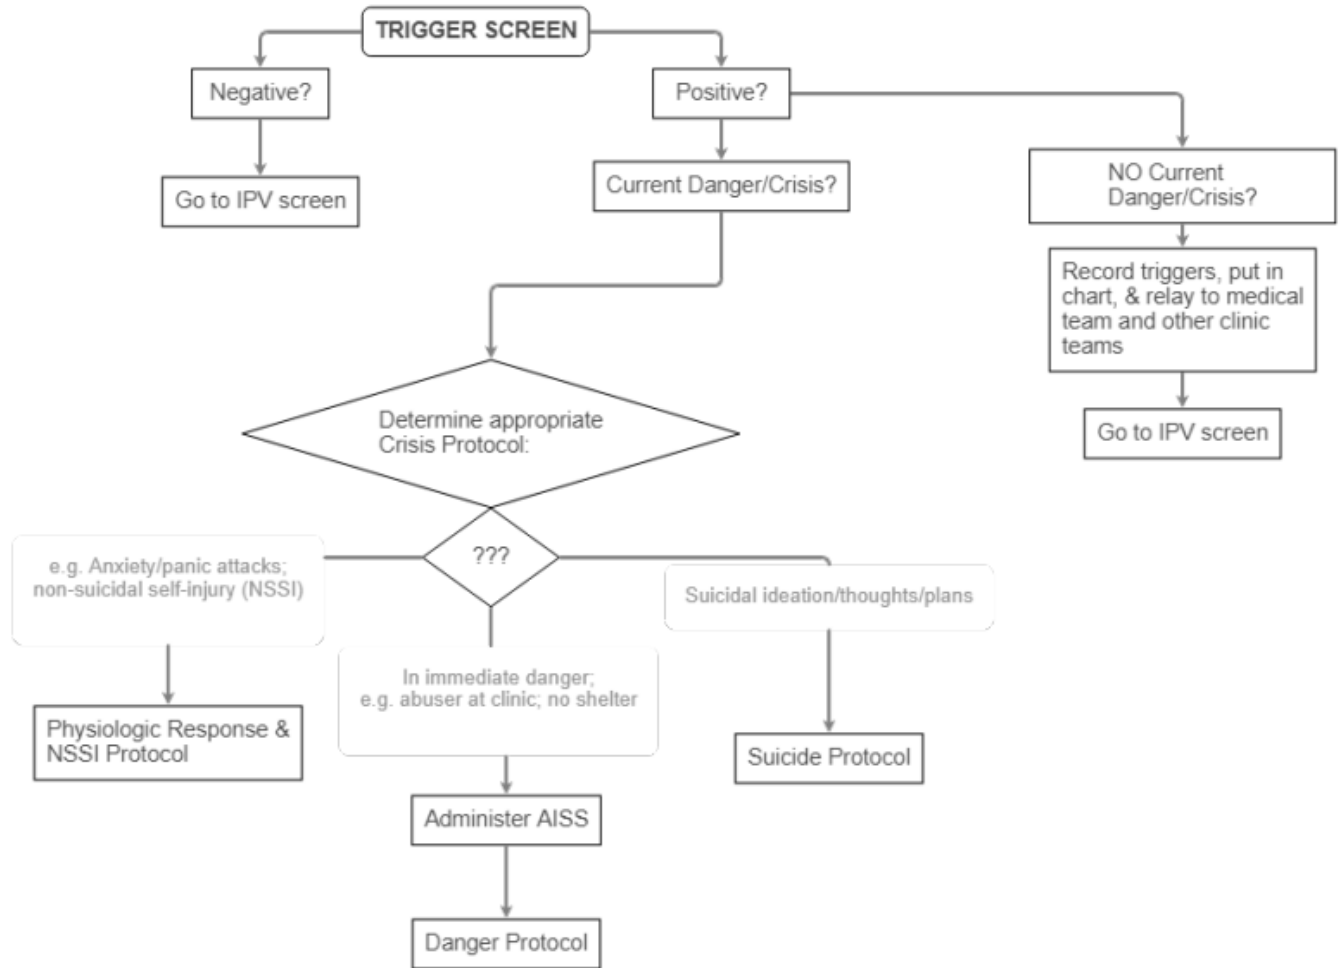 TRIGGER SCREEN
Negative?
Positive?
Go to IPV screen
Current Danger/Crisis?
NO Current
Danger/Crisis?
Record triggers, put in
chart, & relay to medical
team and other clinic
teams
Go to IPV screen
Determine appropriate
Crisis Protocol:
???
e.g. Anxiety/panic attacks;
non-suicidal self-injury (NSSI)
Physiologic Response &
NSSI Protocol
In immediate danger;
e.g. abuser at clinic; no shelter
Administer AISS
Danger Protocol
Suicidal ideation/thoughts/plans
Suicide Protocol